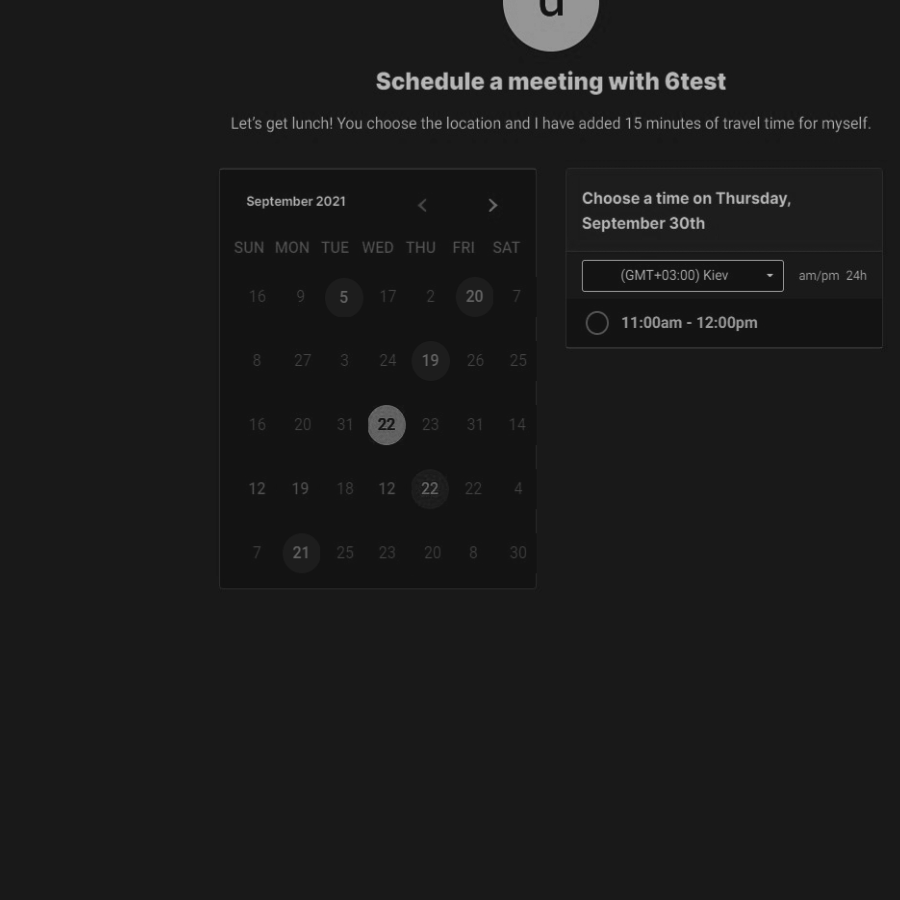 d
Schedule a meeting with 6test
Let's get lunch! You choose the location and I have added 15 minutes of travel time for myself.
September 2021
SUN MON TUE WED THU FRI SAT
16 9 5 17 2 20 7
8 27 3 24 19 26 25
16 20 31 22 23 31 14
12 19 18 12 22 22 4
7 21 25 23 20 8 30
Choose a time on Thursday,
September 30th
(GMT+03:00) Kiev am/pm 24h
11:00am - 12:00pm